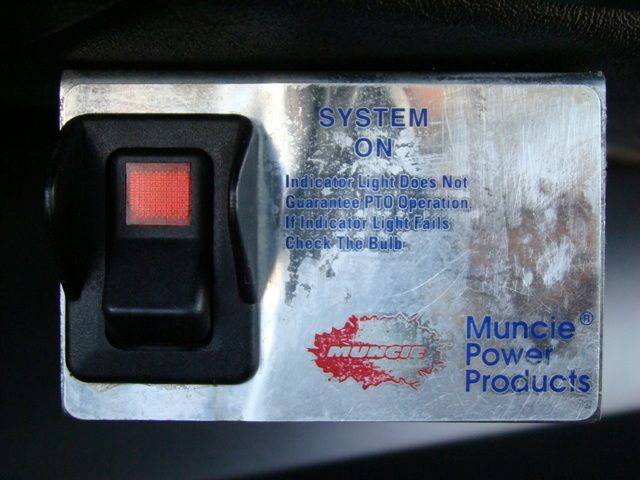 SYSTEM
ON
Indicator Light Does Not
Guarantee PTO Operation
If Indicator Light Fails
Check The Bulb
MUNCIE
Muncie®
Power
Products